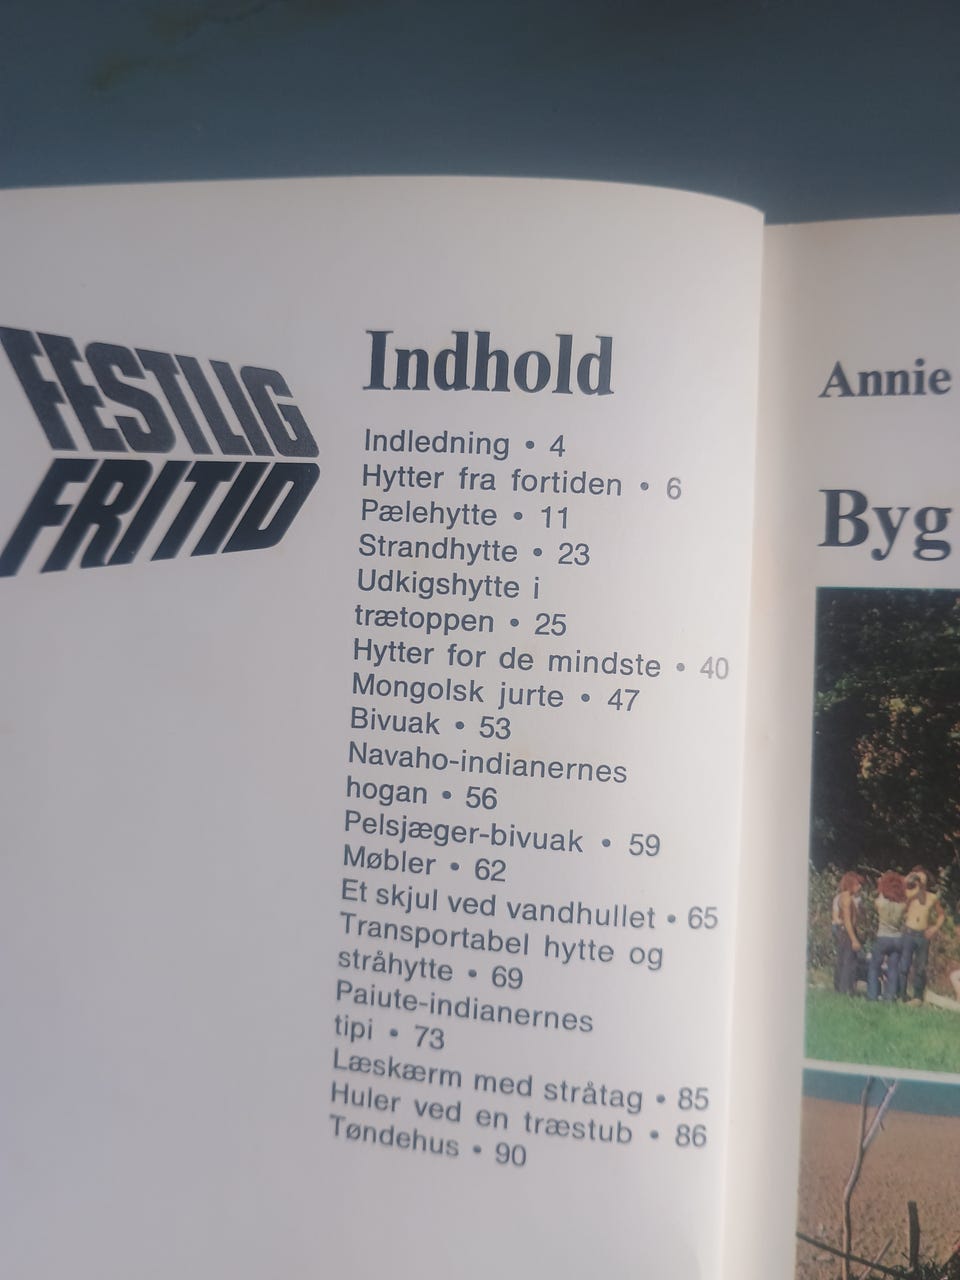 FESTLIG
FRITID
Indhold
Indledning • 4
Hytter fra fortiden • 6
Pælehytte • 11
Strandhytte • 23
Udkigshytte i
trætoppen • 25
Hytter for de mindste • 40
Mongolsk jurte • 47
Bivuak • 53
Navaho-indianernes
hogan • 56
Pelsjæger-bivuak • 59
Møbler • 62
Et skjul ved vandhullet • 65
Transportabel hytte og
stråhytte • 69
Paiute-indianernes
tipi • 73
Læskærm med stråtag • 85
Huler ved en træstub • 86
Tøndehus • 90
Annie
Byg